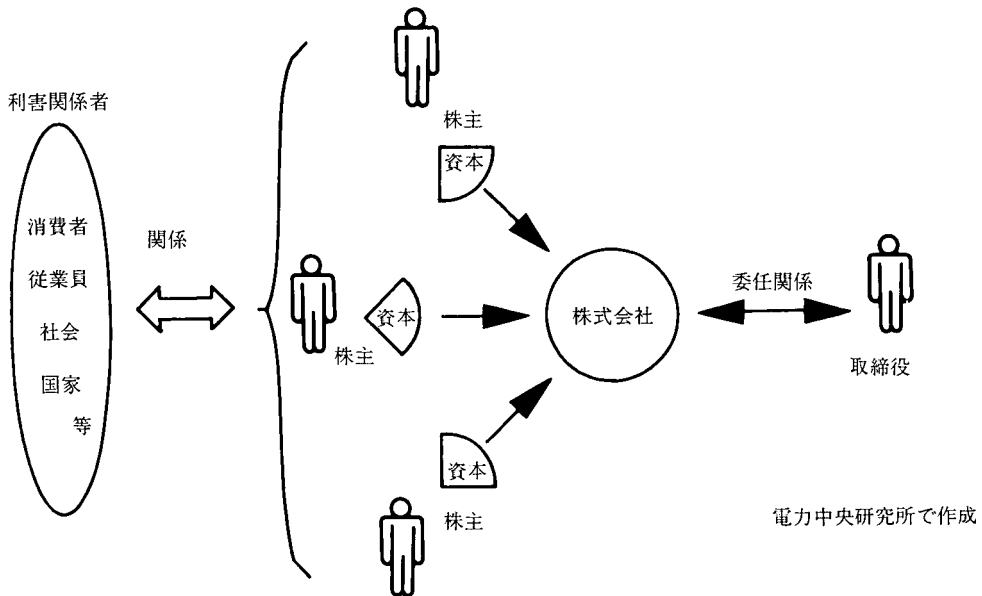 利害関係者
消費者
従業員
社会
国家
等
関係
株主
資本
株主
資本
資本
株主
株式会社
委任関係
取締役
電力中央研究所で作成